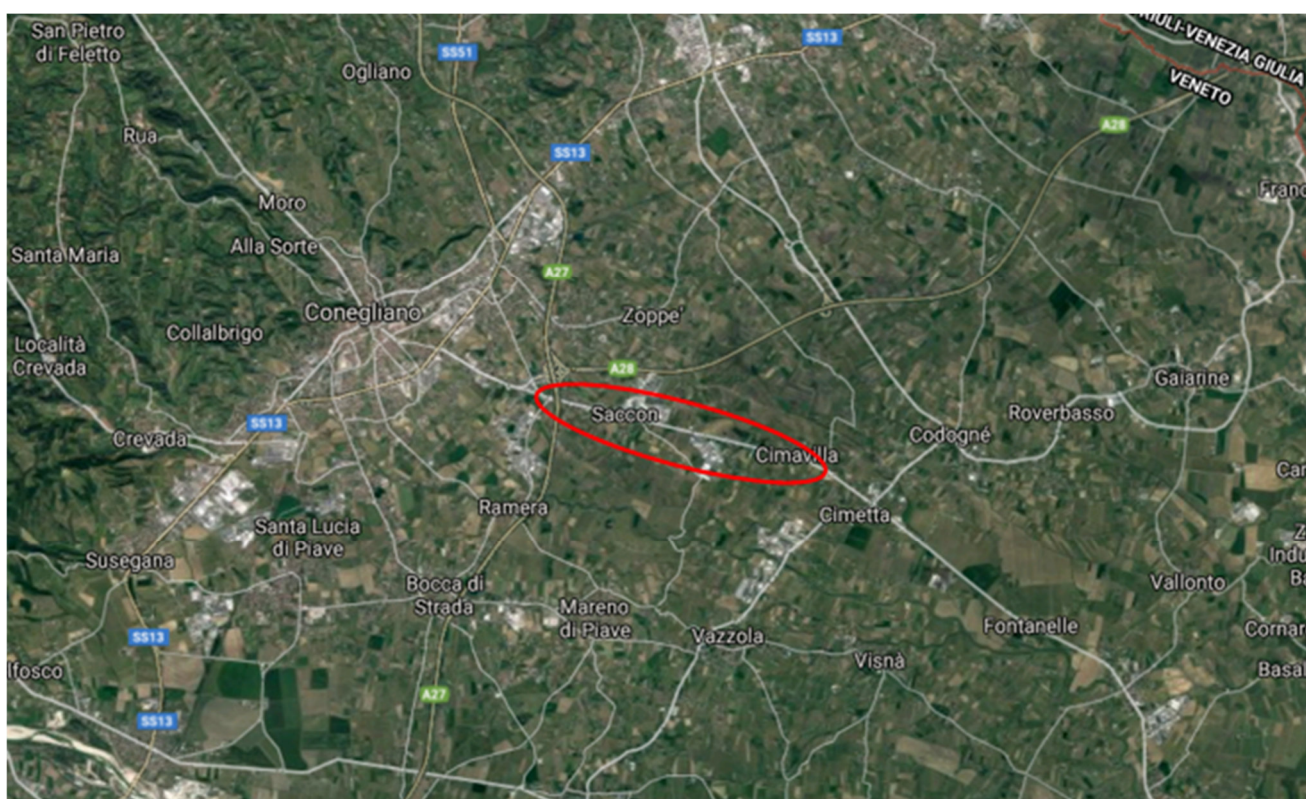 San Pietro
di Feletto
SS51
SS13
FRIULI-VENEZIA GIULIA
VENETO
Ogliano
A28
Rua
SS13
Moro
Alla Sorte
Santa Maria
A27
Conegliano
Zoppe'
Collalbrigo
Località
Crevada
A28
Gaiarine
Saccon
Roverbasso
SS13
Crevada
Codogné
Cimavilla
Ramera
Cimetta
Santa Lucia
di Piave
Susegana
Bocca di
Strada
Vallonto
Mareno
di Piave
Fontanelle
SS13
Vazzola
Visnà
A27
SS13